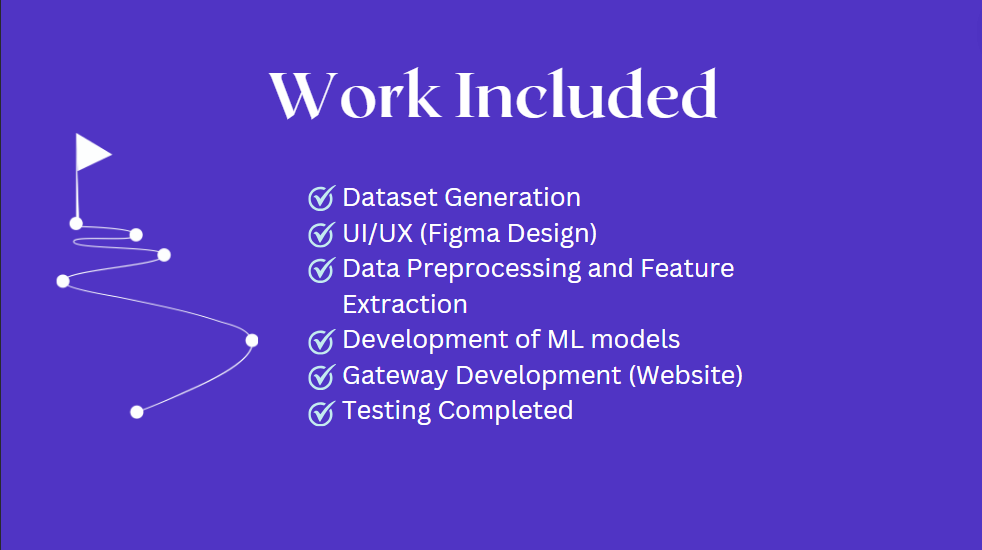 Work Included
Dataset Generation
UI/UX (Figma Design)
Data Preprocessing and Feature
Extraction
Development of ML models
Gateway Development (Website)
Testing Completed